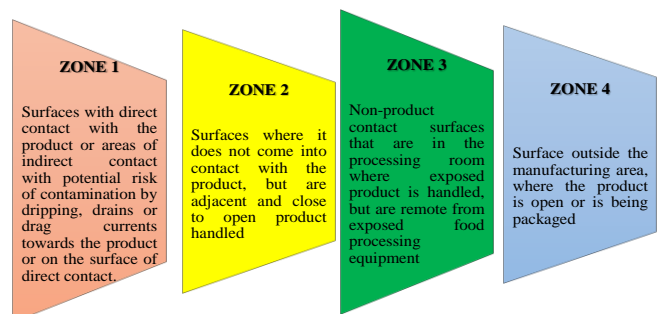 ZONE 1
Surfaces with direct
contact with the
product or areas of
indirect contact
with potential risk
of contamination by
dripping, drains or
drag currents
towards the product
or on the surface of
direct contact.
ZONE 2
Surfaces where it
does not come into
contact with the
product, but are
adjacent and close
to open product
handled
ZONE 3
Non-product
contact surfaces
that are in the
processing room
where exposed
product is handled,
but are remote from
exposed food
processing
equipment
ZONE 4
Surface outside the
manufacturing area,
where the product
is open or is being
packaged